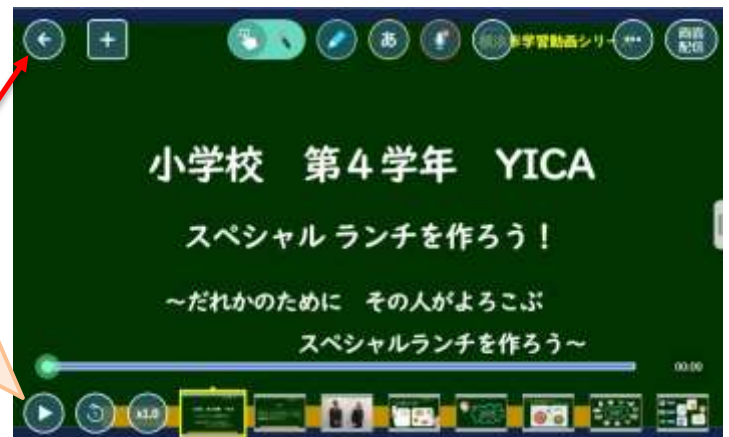 あ
形学習動画シリー
画面
配信
小学校　第４学年　YICA
スペシャル ランチを作ろう！
～だれかのために　その人がよろこぶ
スペシャルランチを作ろう～
00:00
x1.0